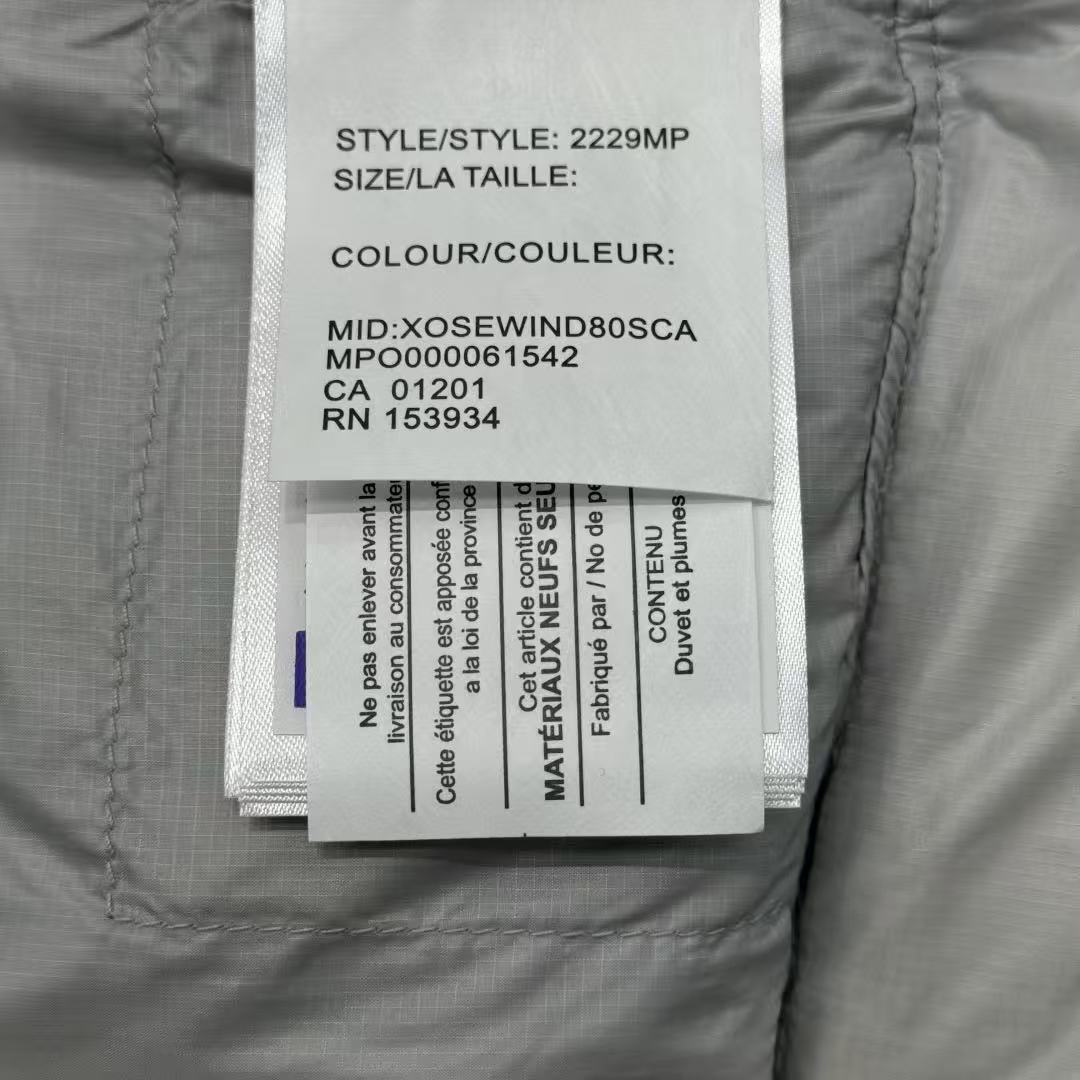 STYLE/STYLE: 2229MP
SIZE/LA TAILLE:
COLOUR/COULEUR:
MID:XOSEWIND80SCA
MPO000061542
CA 01201
RN 153934
Ne pas enlever avant la
livraison au consommate
Cette étiquette est apposée conf
a la loi de la province
Cet article contient d
MATÉRIAUX NEUFS SEU
Fabriqué par / No de pe
CONTENU
Duvet et plumes